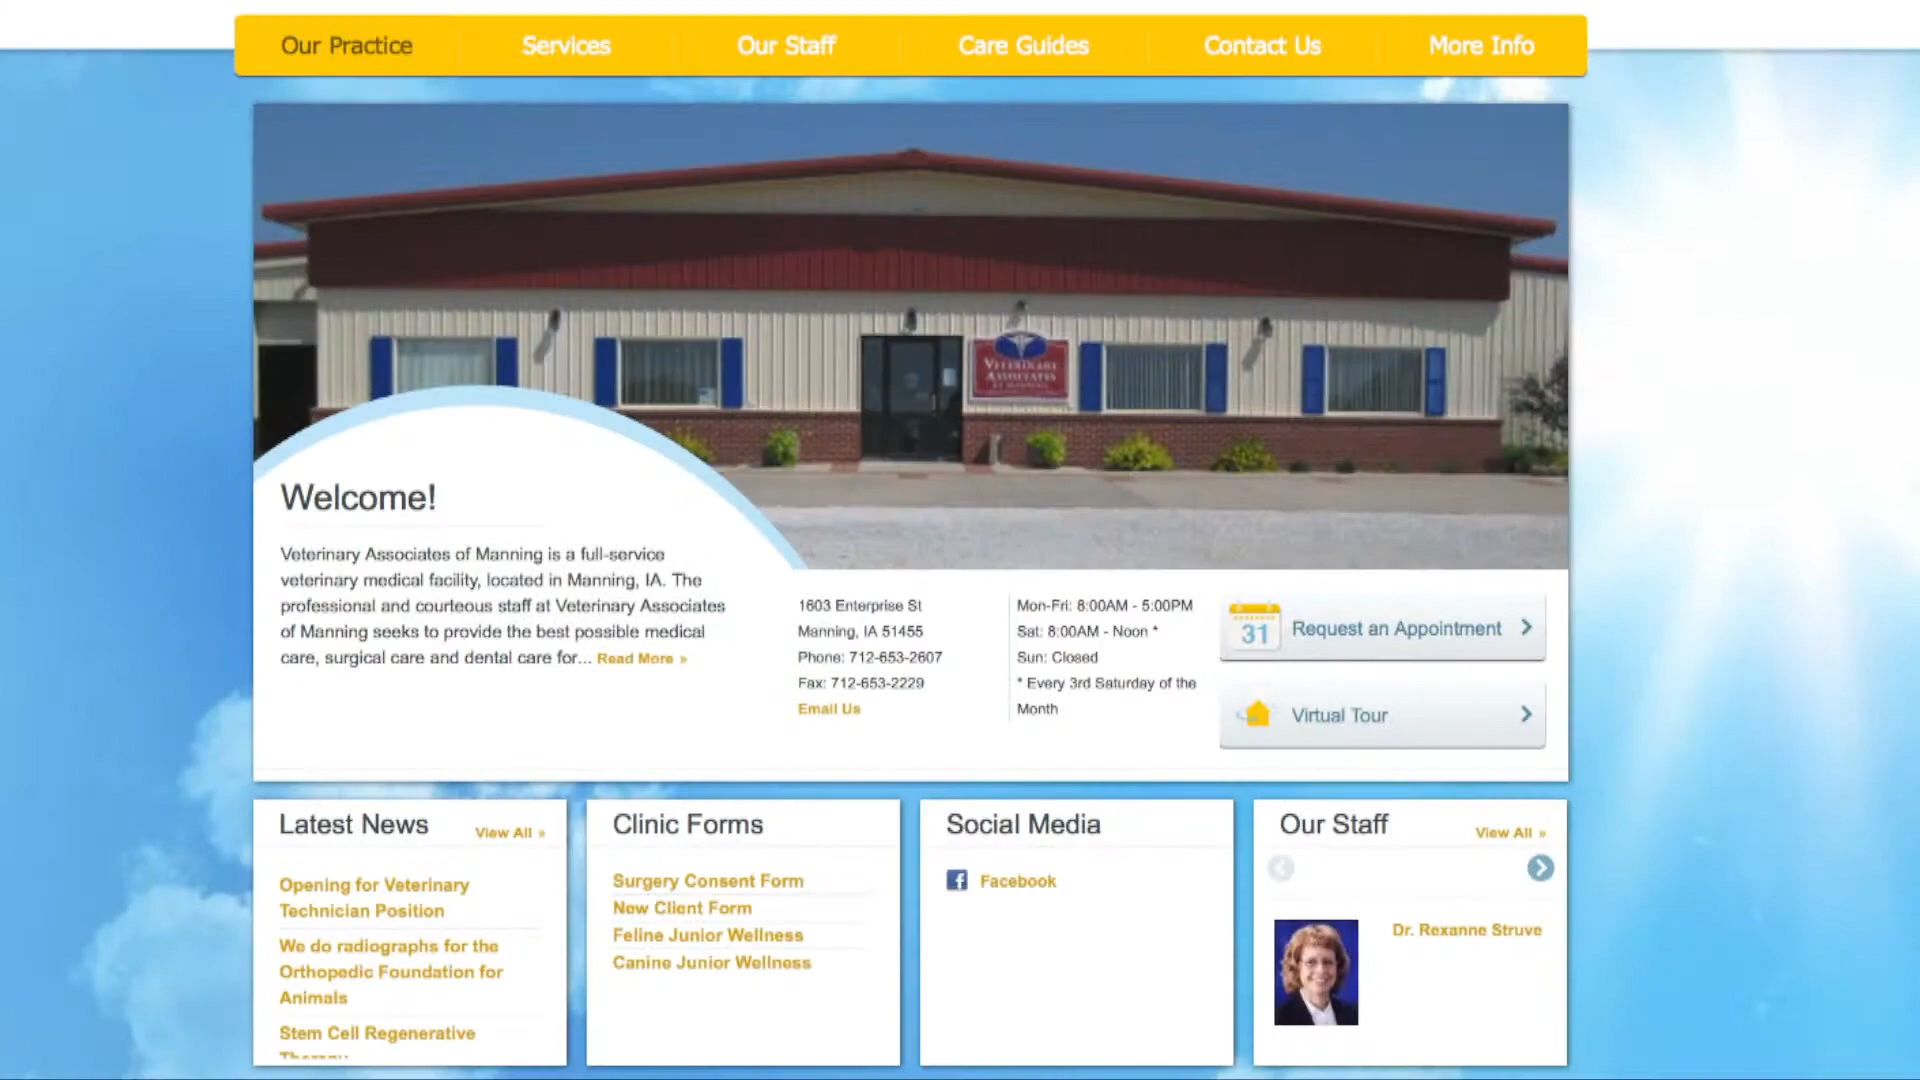 Our Practice
Services
Our Staff
Care Guides
Contact Us
More Info
VETERINARY
ASSOCIATES
Welcome!
Veterinary Associates of Manning is a full-service
veterinary medical facility, located in Manning, IA. The
professional and courteous staff at Veterinary Associates
of Manning seeks to provide the best possible medical
care, surgical care and dental care for... Read More »
1603 Enterprise St
Manning, IA 51455
Phone: 712-653-2607
Fax: 712-653-2229
Email Us
Mon-Fri: 8:00AM - 5:00PM
Sat: 8:00AM - Noon *
Sun: Closed
* Every 3rd Saturday of the
Month
31
Request an Appointment
Virtual Tour
Latest News
View All »
Opening for Veterinary
Technician Position
We do radiographs for the
Orthopedic Foundation for
Animals
Stem Cell Regenerative
Therapy
Clinic Forms
Surgery Consent Form
New Client Form
Feline Junior Wellness
Canine Junior Wellness
Social Media
f Facebook
Our Staff
View All »
Dr. Rexanne Struve